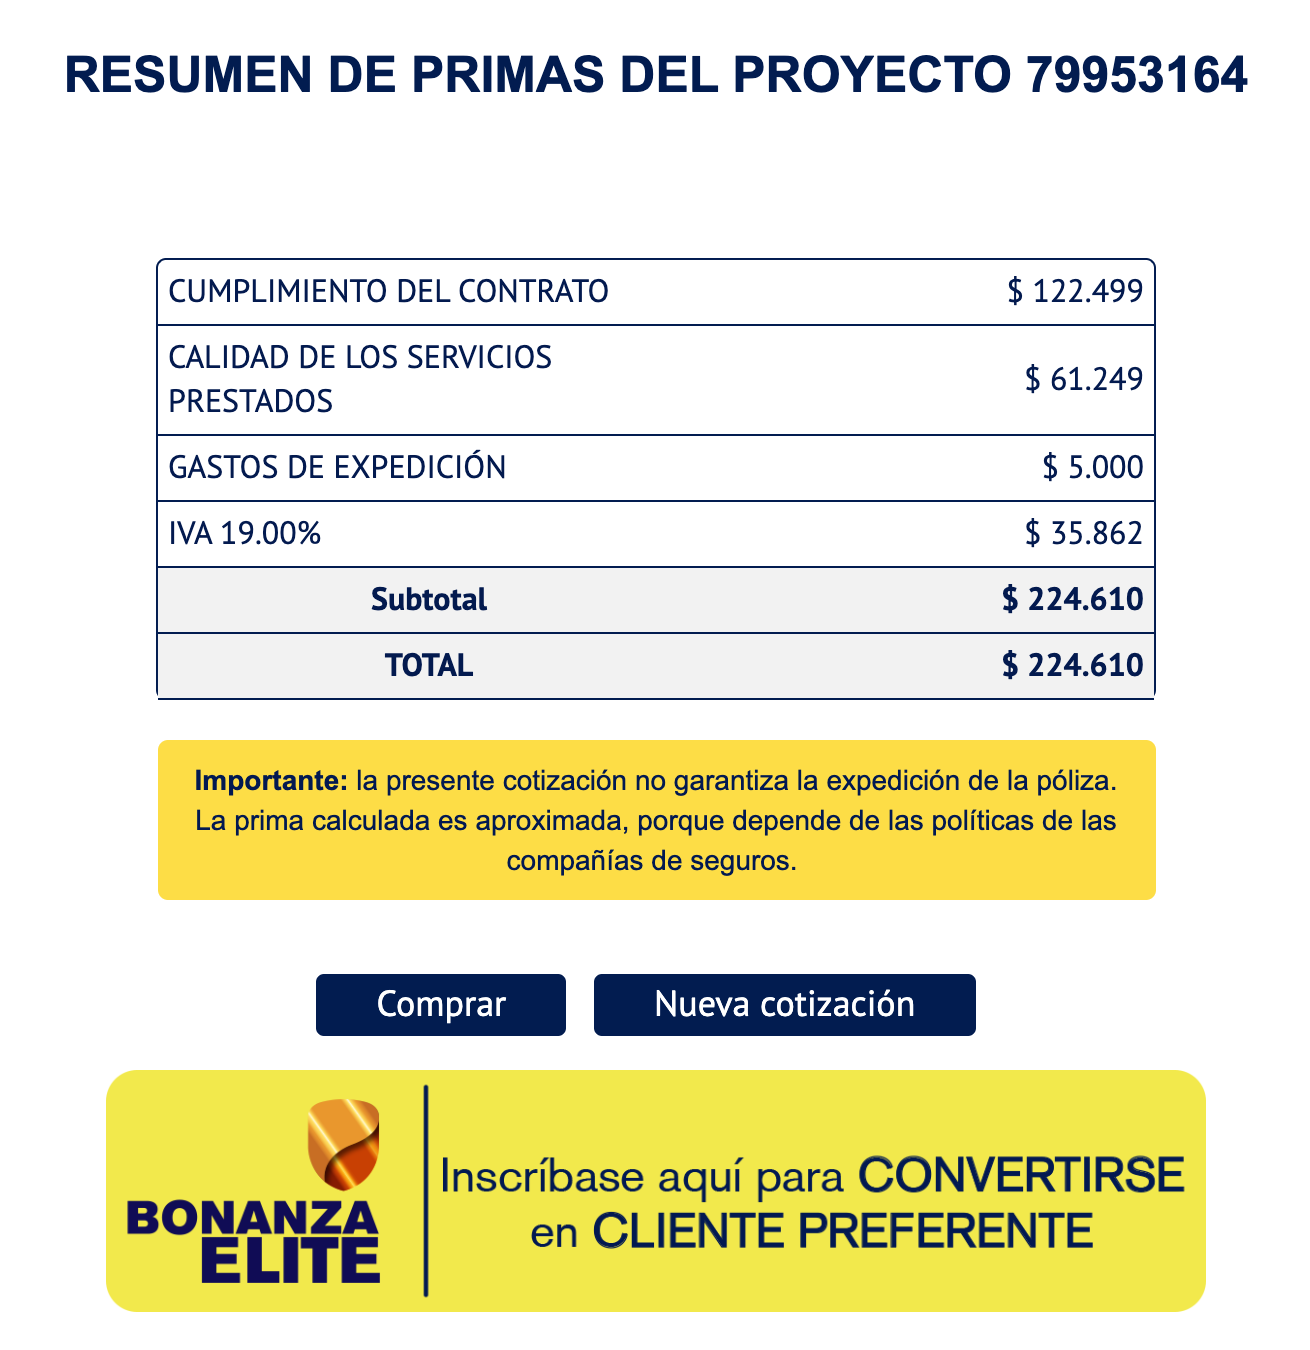 RESUMEN DE PRIMAS DEL PROYECTO 79953164
CUMPLIMIENTO DEL CONTRATO $ 122.499
CALIDAD DE LOS SERVICIOS
PRESTADOS $ 61.249
GASTOS DE EXPEDICIÓN $ 5.000
IVA 19.00% $ 35.862
Subtotal $ 224.610
TOTAL $ 224.610
Importante: la presente cotización no garantiza la expedición de la póliza.
La prima calculada es aproximada, porque depende de las políticas de las
compañías de seguros.
Comprar Nueva cotización
BONANZA
ELITE
Inscríbase aquí para CONVERTIRSE
en CLIENTE PREFERENTE